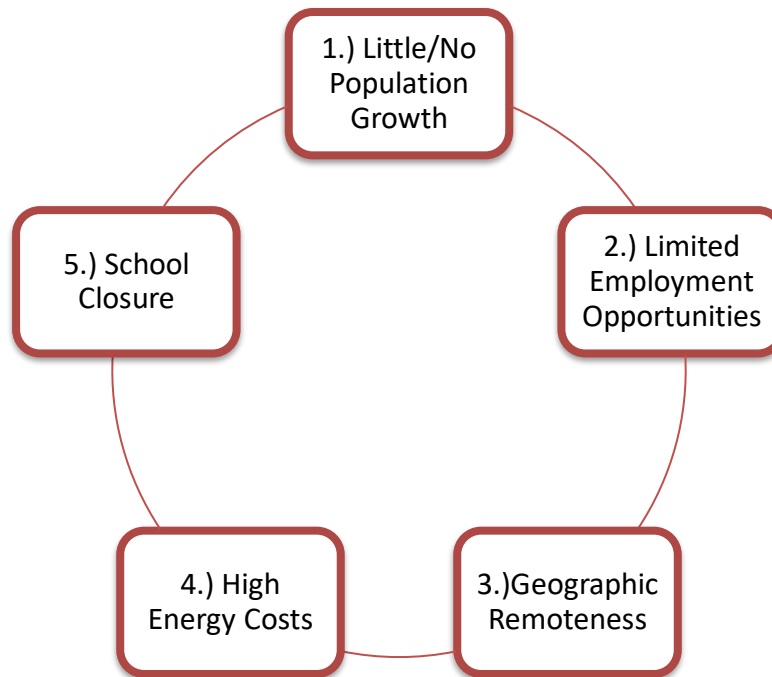 1.) Little/No
Population
Growth
2.) Limited
Employment
Opportunities
3.)Geographic
Remoteness
4.) High
Energy Costs
5.) School
Closure